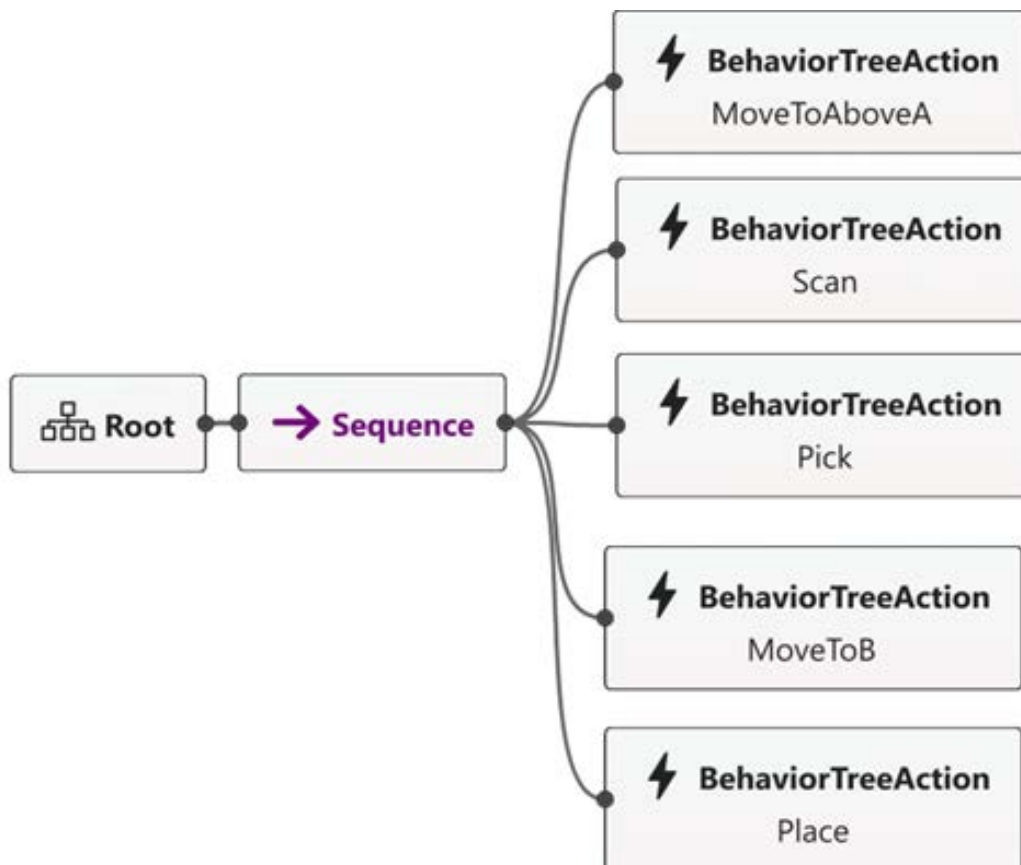 BehaviorTreeAction
MoveToAboveA
BehaviorTreeAction
Scan
Root
Sequence
BehaviorTreeAction
Pick
BehaviorTreeAction
MoveToB
BehaviorTreeAction
Place